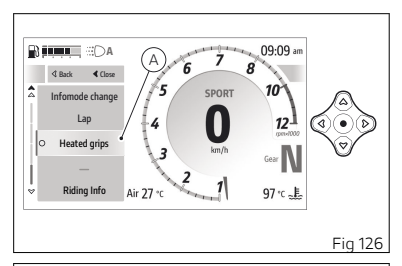 A
09:09 am
A
Back
Close
Infomode change
Lap
Heated grips
Riding Info
SPORT
0
km/h
1
2
3
4
5
6
7
8
10
12
rpm×1000
Gear N
Air 27 °C
97 °C
Fig 126